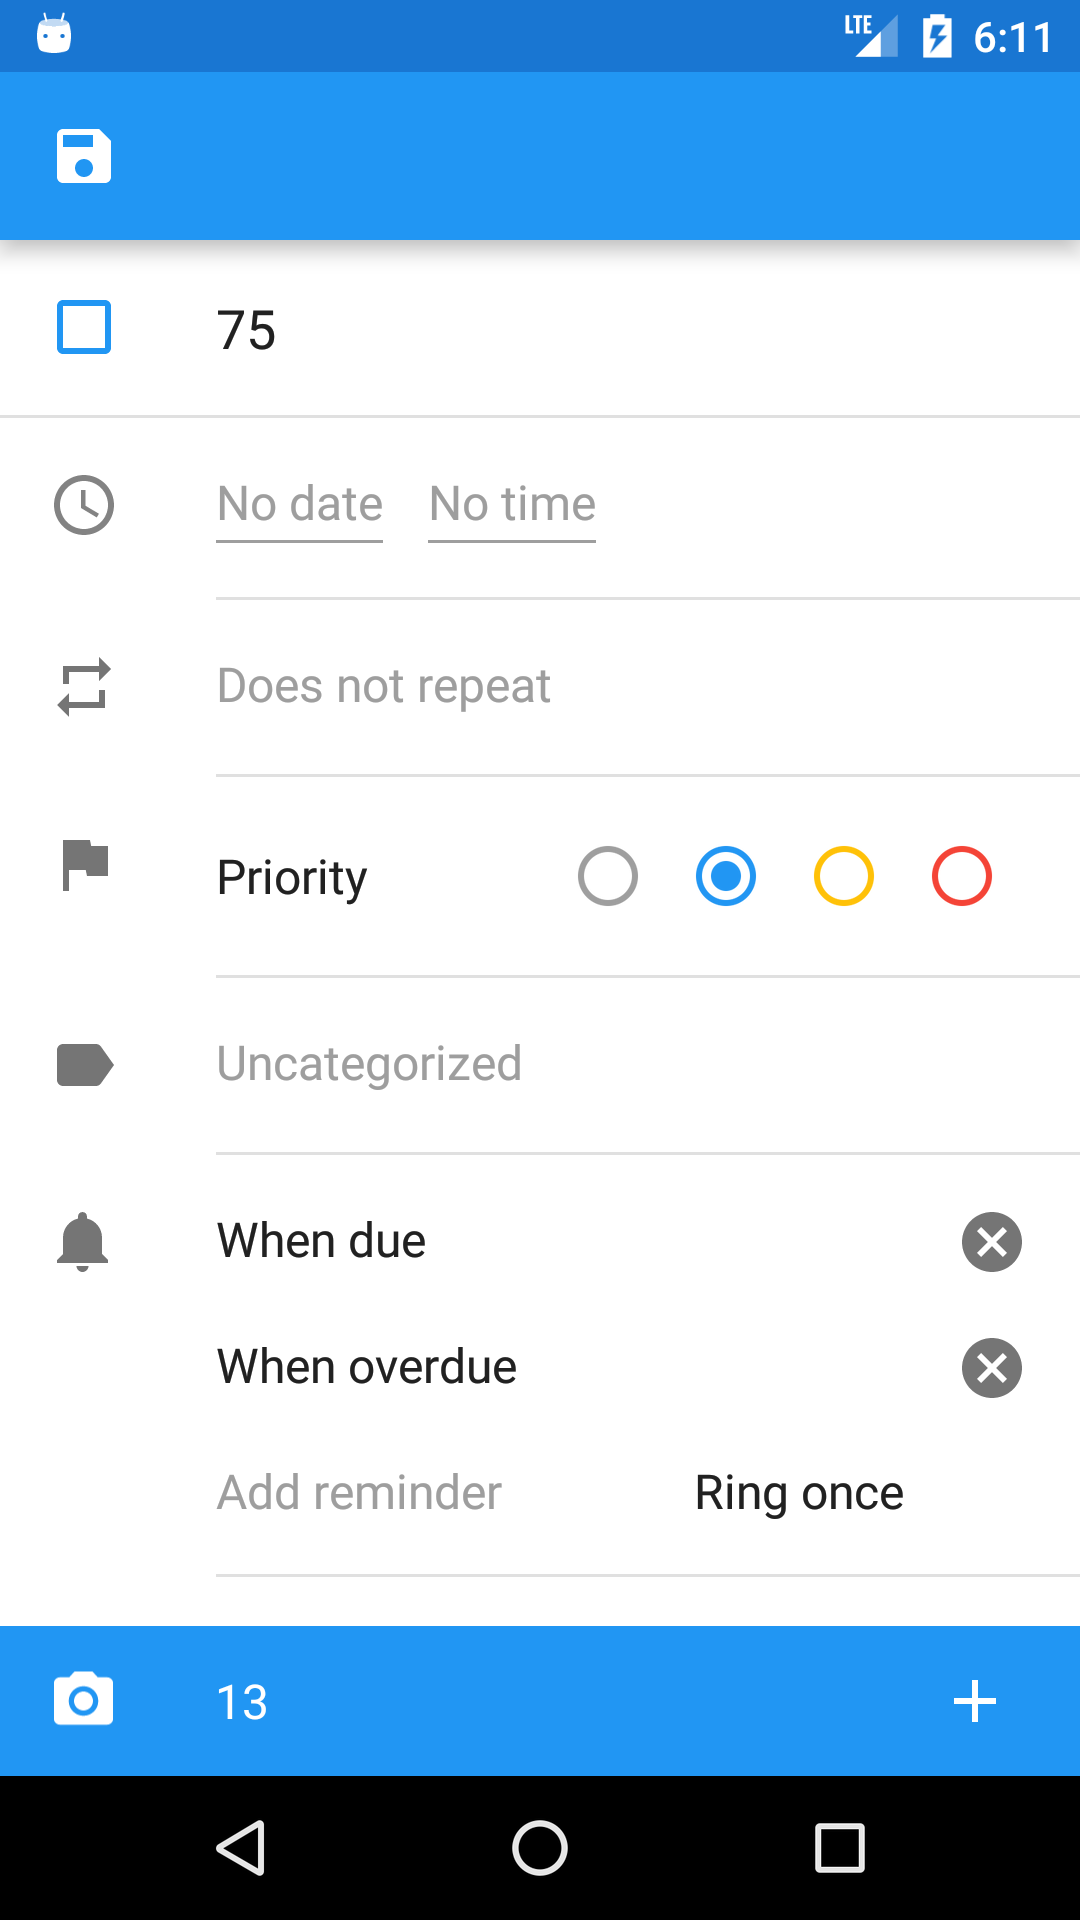 LTE 6:11
75
No date No time
Does not repeat
Priority
Uncategorized
When due
When overdue
Add reminder Ring once
13